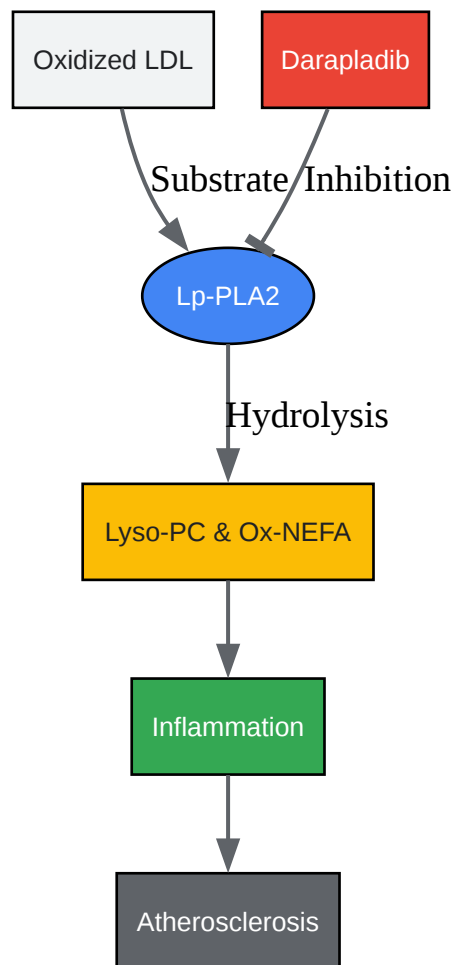 Oxidized LDL
Darapladib
Substrate
Inhibition
Lp-PLA2
Hydrolysis
Lyso-PC & Ox-NEFA
Inflammation
Atherosclerosis